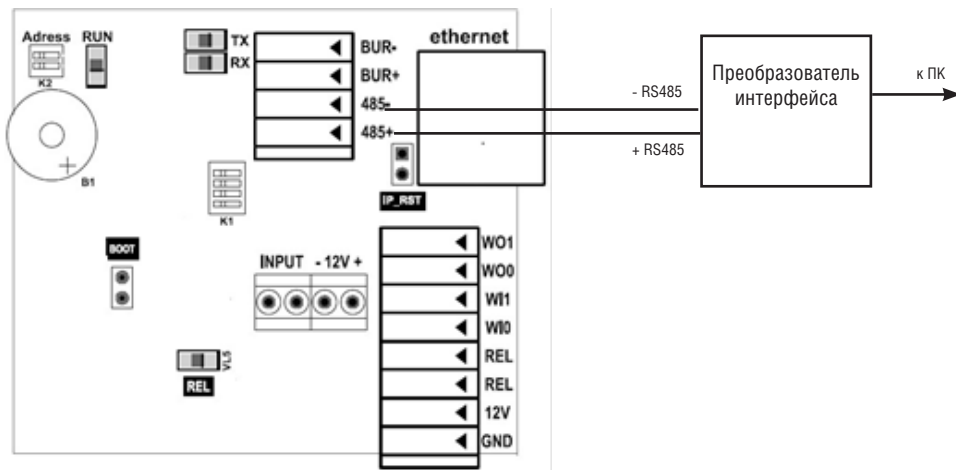 Adress
RUN
K2
B1
TX
RX
BUR-
BUR+
485-
485+
ethernet
- RS485
+ RS485
Преобразователь
интерфейса
к ПК
IP_RST
K1
BOOT
INPUT - 12V +
VL5
REL
WO1
WO0
WI1
WI0
REL
REL
12V
GND